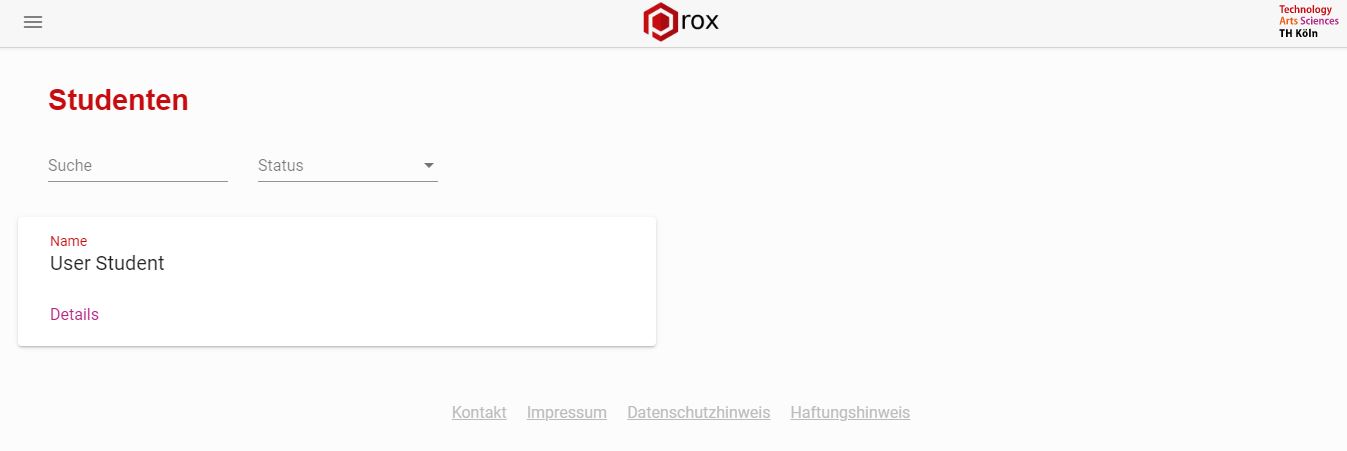 rox
Technology
Arts Sciences
TH Köln
Studenten
Suche
Status
Name
User Student
Details
Kontakt Impressum Datenschutzhinweis Haftungshinweis